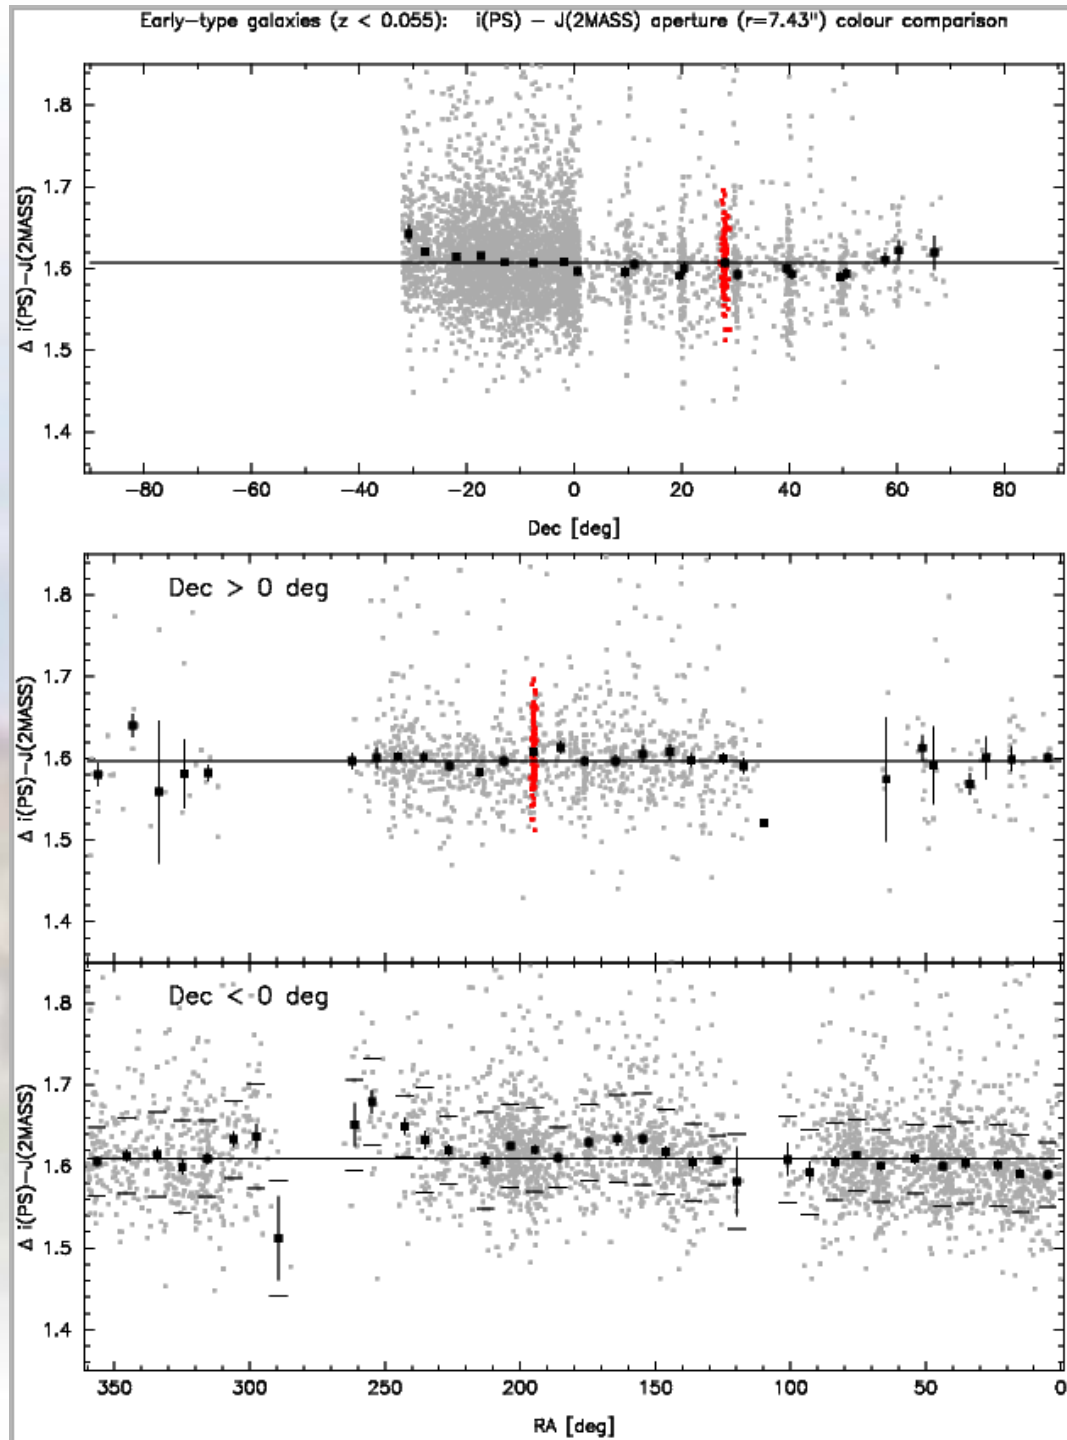 Early-type galaxies (z < 0.055): i(PS) − J(2MASS) aperture (r=7.43") colour comparison
1.8
1.7
1.6
1.5
1.4
Δ i(PS)−J(2MASS)
−80 −60 −40 −20 0 20 40 60 80
Dec [deg]
Dec > 0 deg
1.8
1.7
1.6
1.5
1.4
Δ i(PS)−J(2MASS)
Dec < 0 deg
1.8
1.7
1.6
1.5
1.4
Δ i(PS)−J(2MASS)
350 300 250 200 150 100 50 0
RA [deg]